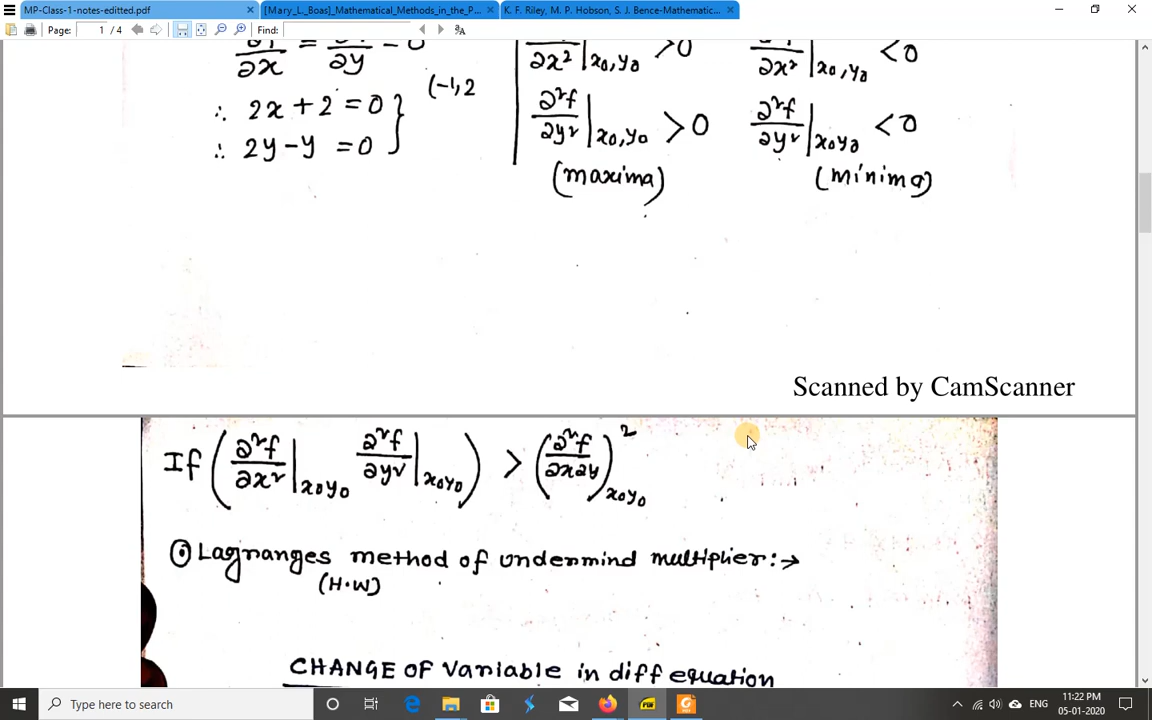 MP-Class-1-notes-editted.pdf
[Mary_L._Boas]_Mathematical_Methods_in_the_P...
K. F. Riley, M. P. Hobson, S. J. Bence-Mathematic...
Page: 1 / 4 Find:
∂x = ∂y = 0
∂x² |x₀,y₀ >0 ∂x² |x₀,y₀ <0
∴ 2x + 2 = 0 } (-1,2
∴ 2y - y = 0
∂²f/∂y² |x₀,y₀ > 0 ∂²f/∂y² |x₀y₀ < 0
(maxima) (minima)
Scanned by CamScanner
If (∂²f/∂x² |x₀y₀ ∂²f/∂y² |x₀y₀) > (∂²f/∂x∂y)²x₀y₀
⊙ Lagranges method of undermind multiplier:→
(H.W)
CHANGE OF Variable in diff equation
Type here to search
ENG
11:22 PM
05-01-2020